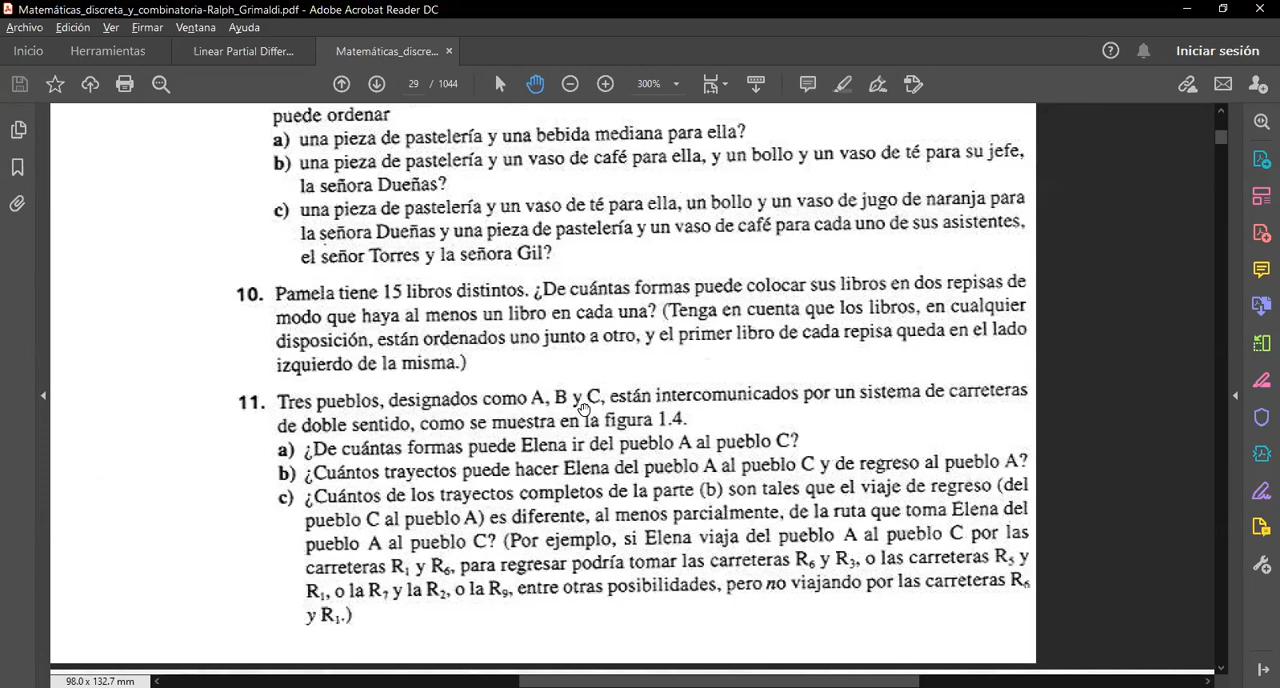 Matemáticas_discreta_y_combinatoria-Ralph_Grimaldi.pdf - Adobe Acrobat Reader DC
Archivo Edición Ver Firmar Ventana Ayuda
Inicio Herramientas Linear Partial Differ... Matemáticas_discre... × Iniciar sesión
29 / 1044 300%
puede ordenar
a) una pieza de pastelería y una bebida mediana para ella?
b) una pieza de pastelería y un vaso de café para ella, y un bollo y un vaso de té para su jefe,
la señora Dueñas?
c) una pieza de pastelería y un vaso de té para ella, un bollo y un vaso de jugo de naranja para
la señora Dueñas y una pieza de pastelería y un vaso de café para cada uno de sus asistentes,
el señor Torres y la señora Gil?
10. Pamela tiene 15 libros distintos. ¿De cuántas formas puede colocar sus libros en dos repisas de
modo que haya al menos un libro en cada una? (Tenga en cuenta que los libros, en cualquier
disposición, están ordenados uno junto a otro, y el primer libro de cada repisa queda en el lado
izquierdo de la misma.)
11. Tres pueblos, designados como A, B y C, están intercomunicados por un sistema de carreteras
de doble sentido, como se muestra en la figura 1.4.
a) ¿De cuántas formas puede Elena ir del pueblo A al pueblo C?
b) ¿Cuántos trayectos puede hacer Elena del pueblo A al pueblo C y de regreso al pueblo A?
c) ¿Cuántos de los trayectos completos de la parte (b) son tales que el viaje de regreso (del
pueblo C al pueblo A) es diferente, al menos parcialmente, de la ruta que toma Elena del
pueblo A al pueblo C? (Por ejemplo, si Elena viaja del pueblo A al pueblo C por las
carreteras R₁ y R₆, para regresar podría tomar las carreteras R₆ y R₃, o las carreteras R₅ y
R₁, o la R₇ y la R₂, o la R₉, entre otras posibilidades, pero no viajando por las carreteras R₆
y R₁.)
98.0 x 132.7 mm